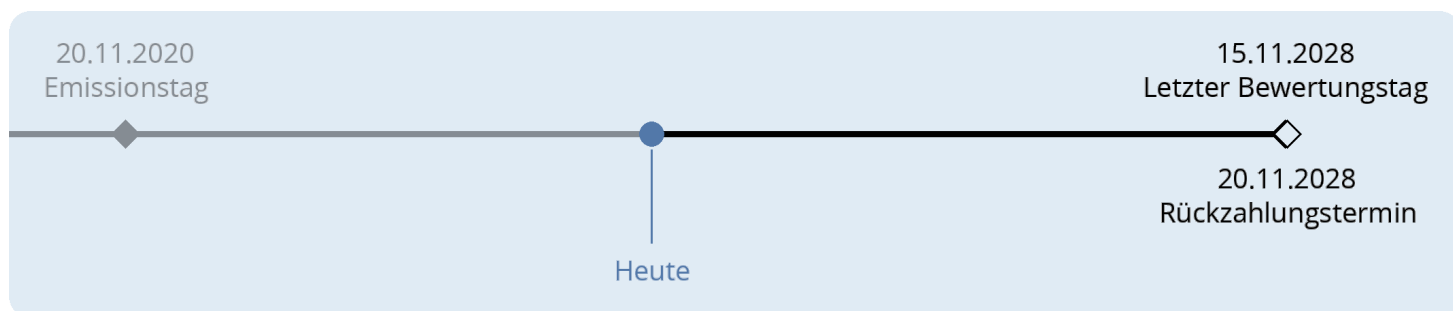 20.11.2020
Emissionstag
15.11.2028
Letzter Bewertungstag
20.11.2028
Rückzahlungstermin
Heute